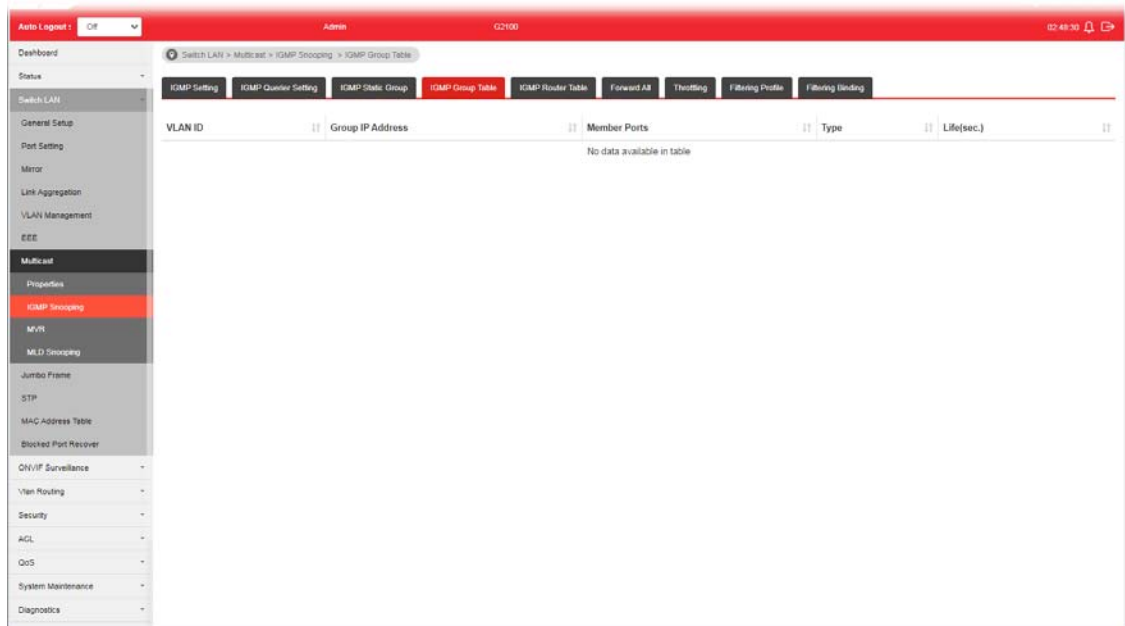 Auto Logout : Off Admin G2100 02:48:30
Dashboard
Switch LAN > Multicast > IGMP Snooping > IGMP Group Table
Status
IGMP Setting IGMP Querier Setting IGMP Static Group IGMP Group Table IGMP Router Table Forward All Throttling Filtering Profile Filtering Binding
Switch LAN
General Setup
VLAN ID Group IP Address Member Ports Type Life(sec.)
Port Setting
No data available in table
Mirror
Link Aggregation
VLAN Management
EEE
Multicast
Properties
IGMP Snooping
MVR
MLD Snooping
Jumbo Frame
STP
MAC Address Table
Blocked Port Recover
ONVIF Surveillance
Vlan Routing
Security
ACL
QoS
System Maintenance
Diagnostics